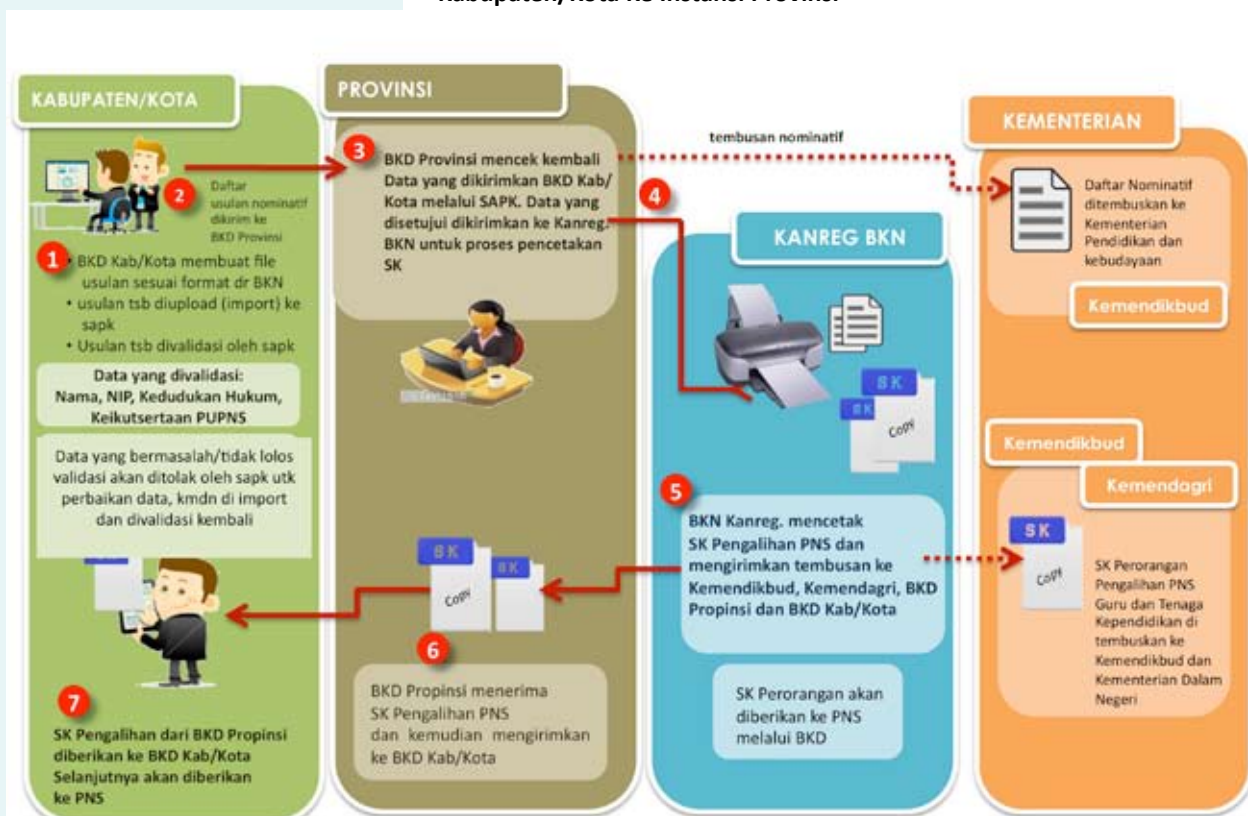 Kabupaten/Kota Ke Instansi Provinsi
KABUPATEN/KOTA
2
Daftar
usulan nominatif
dikirim ke
BKD Provinsi
1
• BKD Kab/Kota membuat file
usulan sesuai format dr BKN
• usulan tsb diupload (import) ke
sapk
• Usulan tsb divalidasi oleh sapk
Data yang divalidasi:
Nama, NIP, Kedudukan Hukum,
Keikutsertaan PUPNS
Data yang bermasalah/tidak lolos
validasi akan ditolak oleh sapk utk
perbaikan data, kmdn di import
dan divalidasi kembali
7
SK Pengalihan dari BKD Propinsi
diberikan ke BKD Kab/Kota
Selanjutnya akan diberikan
ke PNS
PROVINSI
3
BKD Provinsi mencek kembali
Data yang dikirimkan BKD Kab/
Kota melalui SAPK. Data yang
disetujui dikirimkan ke Kanreg.
BKN untuk proses pencetakan
SK
SK
SK
Copy
6
BKD Propinsi menerima
SK Pengalihan PNS
dan kemudian mengirimkan
ke BKD Kab/Kota
tembusan nominatif
4
KANREG BKN
SK
SK
Copy
5
BKN Kanreg. mencetak
SK Pengalihan PNS dan
mengirimkan tembusan ke
Kemendikbud, Kemendagri, BKD
Propinsi dan BKD Kab/Kota
SK Perorangan akan
diberikan ke PNS
melalui BKD
KEMENTERIAN
Daftar Nominatif
ditembuskan ke
Kementerian
Pendidikan dan
kebudayaan
Kemendikbud
Kemendikbud
Kemendagri
SK
Copy
SK Perorangan
Pengalihan PNS
Guru dan Tenaga
Kependidikan di
tembuskan ke
Kemendikbud dan
Kementerian Dalam
Negeri